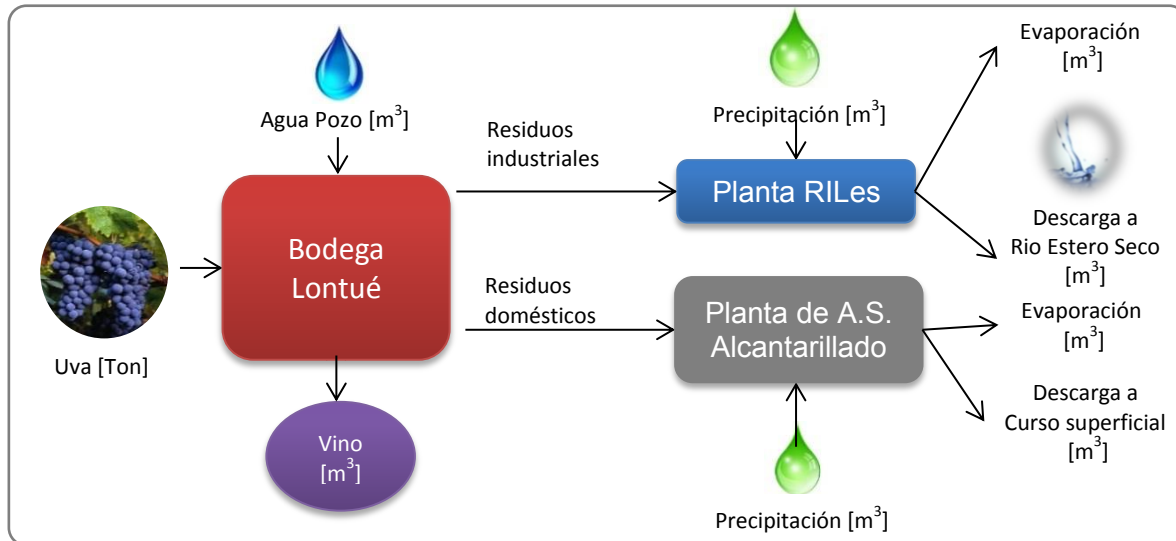 Agua Pozo [m³]
Precipitación [m³]
Evaporación
[m³]
Residuos
industriales
Planta RILes
Bodega
Lontué
Descarga a
Rio Estero Seco
[m³]
Uva [Ton]
Residuos
domésticos
Planta de A.S.
Alcantarillado
Evaporación
[m³]
Descarga a
Curso superficial
[m³]
Vino
[m³]
Precipitación [m³]